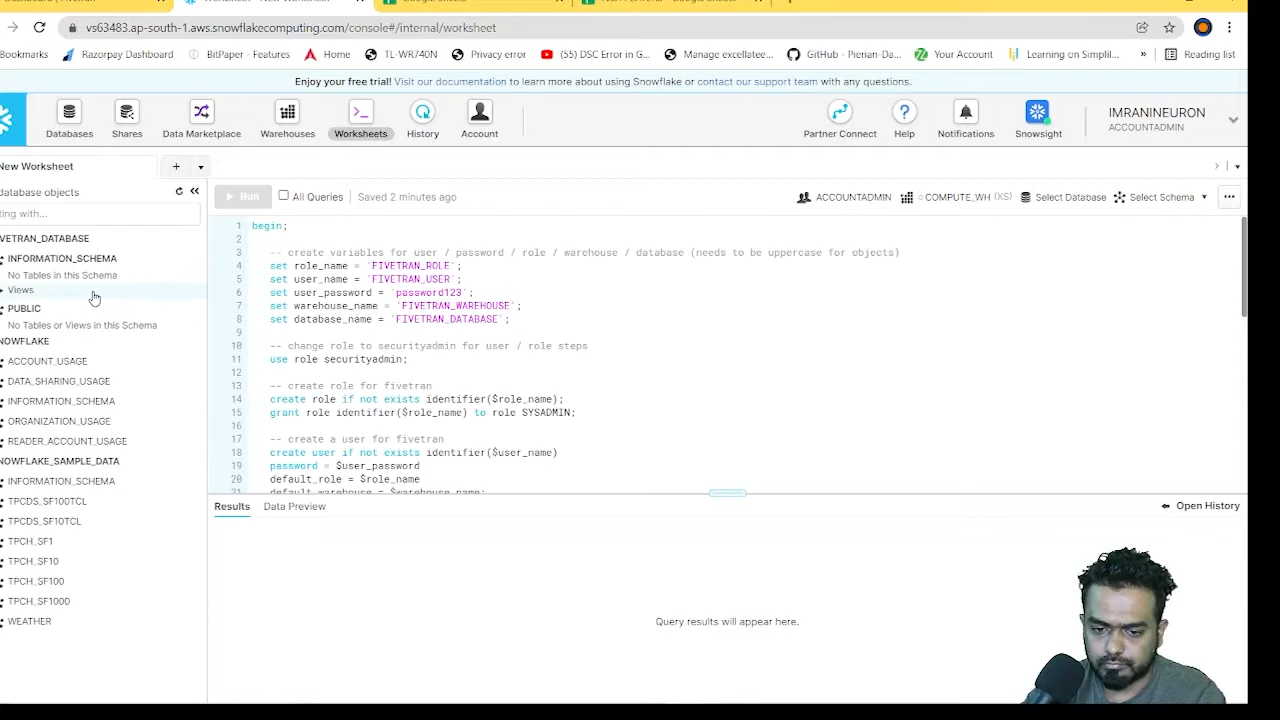 vs63483.ap-south-1.aws.snowflakecomputing.com/console#/internal/worksheet
Bookmarks
Razorpay Dashboard
BitPaper - Features
Home
TL-WR740N
Privacy error
(55) DSC Error in G...
Manage excellatee...
GitHub - Pierian-Da...
Your Account
Learning on Simpli...
»
Reading list
Enjoy your free trial! Visit our documentation to learn more about using Snowflake or contact our support team with any questions.
Databases
Shares
Data Marketplace
Warehouses
Worksheets
History
Account
Partner Connect
Help
Notifications
Snowsight
IMRANINEURON
ACCOUNTADMIN
New Worksheet
database objects
ting with...
VETRAN_DATABASE
INFORMATION_SCHEMA
No Tables in this Schema
Views
PUBLIC
No Tables or Views in this Schema
NOWFLAKE
ACCOUNT_USAGE
DATA_SHARING_USAGE
INFORMATION_SCHEMA
ORGANIZATION_USAGE
READER_ACCOUNT_USAGE
NOWFLAKE_SAMPLE_DATA
INFORMATION_SCHEMA
TPCDS_SF100TCL
TPCDS_SF10TCL
TPCH_SF1
TPCH_SF10
TPCH_SF100
TPCH_SF1000
WEATHER
Run
All Queries
Saved 2 minutes ago
ACCOUNTADMIN
COMPUTE_WH (XS)
Select Database
Select Schema
1 begin;
2
3 -- create variables for user / password / role / warehouse / database (needs to be uppercase for objects)
4 set role_name = 'FIVETRAN_ROLE';
5 set user_name = 'FIVETRAN_USER';
6 set user_password = 'password123';
7 set warehouse_name = 'FIVETRAN_WAREHOUSE';
8 set database_name = 'FIVETRAN_DATABASE';
9
10 -- change role to securityadmin for user / role steps
11 use role securityadmin;
12
13 -- create role for fivetran
14 create role if not exists identifier($role_name);
15 grant role identifier($role_name) to role SYSADMIN;
16
17 -- create a user for fivetran
18 create user if not exists identifier($user_name)
19 password = $user_password
20 default_role = $role_name
21 default_warehouse = $warehouse_name;
Results
Data Preview
Open History
Query results will appear here.